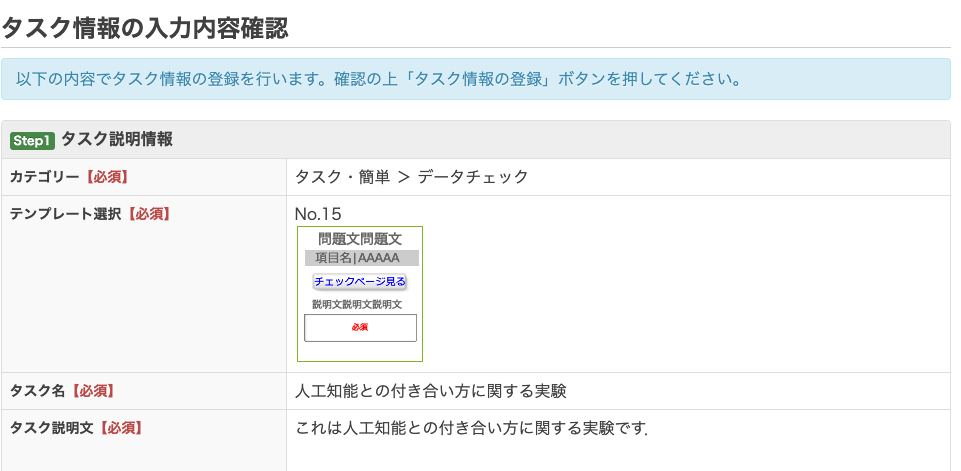 タスク情報の入力内容確認
以下の内容でタスク情報の登録を行います。確認の上「タスク情報の登録」ボタンを押してください。
Step1 タスク説明情報
カテゴリー【必須】 タスク・簡単 ＞ データチェック
テンプレート選択【必須】 No.15
問題文問題文
項目名|AAAAA
チェックページ見る
説明文説明文説明文
必須
タスク名【必須】 人工知能との付き合い方に関する実験
タスク説明文【必須】 これは人工知能との付き合い方に関する実験です.